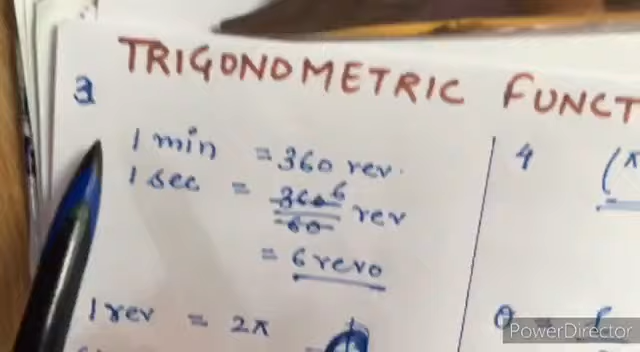 TRIGONOMETRIC FUNCT
3
1 min = 360 rev.
1 sec = 360 6 rev
60
= 6 revo
1 rev = 2π
4 (π
θ =
PowerDirector